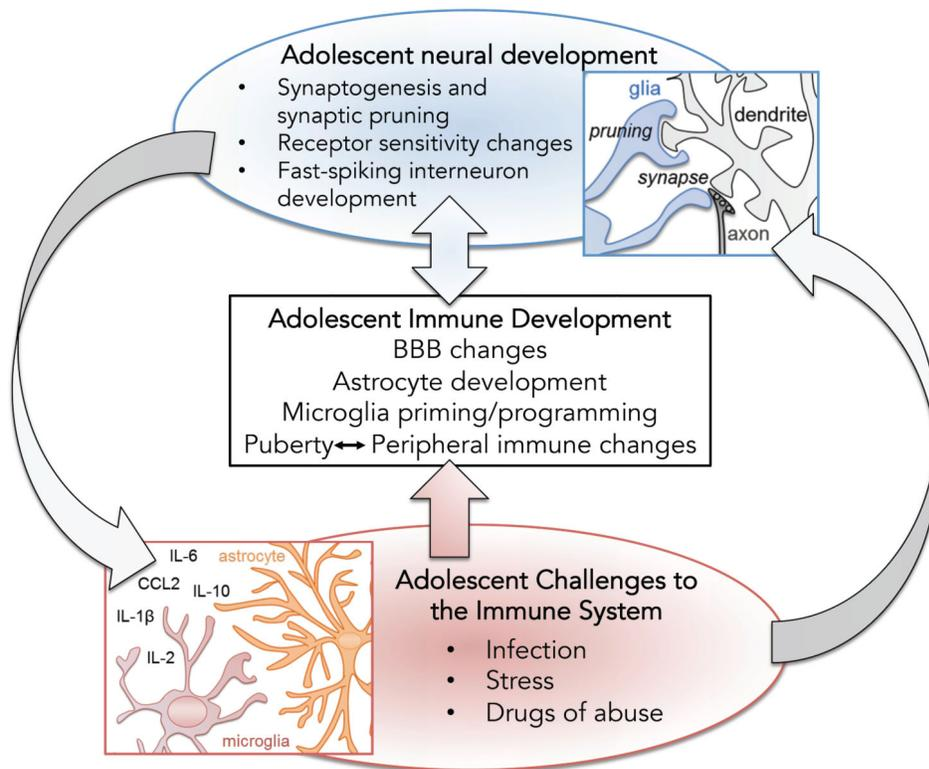 Adolescent neural development
• Synaptogenesis and
synaptic pruning
• Receptor sensitivity changes
• Fast-spiking interneuron
development
glia
pruning
dendrite
synapse
axon
Adolescent Immune Development
BBB changes
Astrocyte development
Microglia priming/programming
Puberty↔Peripheral immune changes
IL-6
astrocyte
CCL2
IL-10
IL-1β
IL-2
microglia
Adolescent Challenges to
the Immune System
• Infection
• Stress
• Drugs of abuse